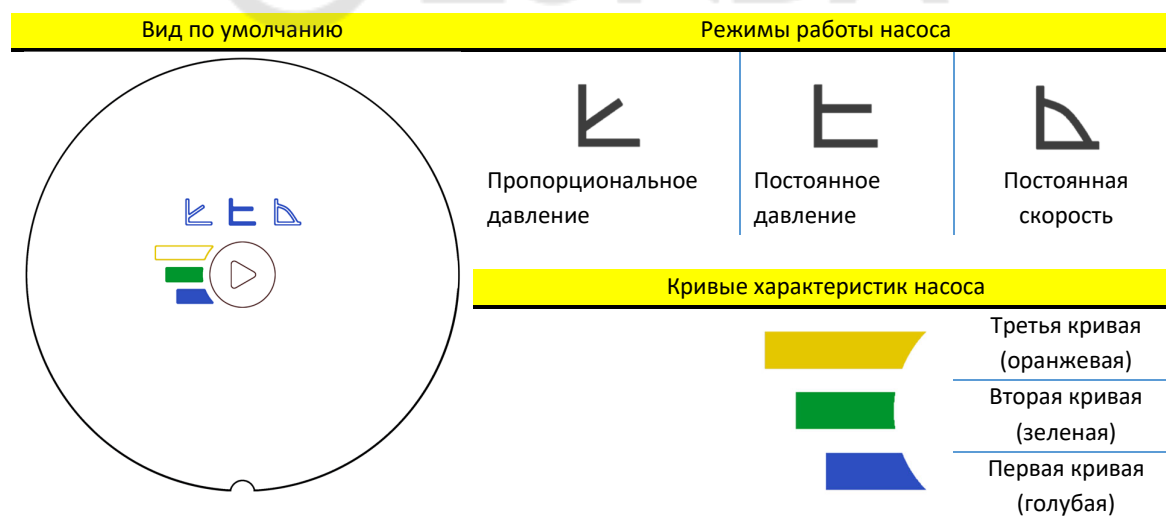 Вид по умолчанию
Режимы работы насоса
Пропорциональное
давление
Постоянное
давление
Постоянная
скорость
Кривые характеристик насоса
Третья кривая
(оранжевая)
Вторая кривая
(зеленая)
Первая кривая
(голубая)